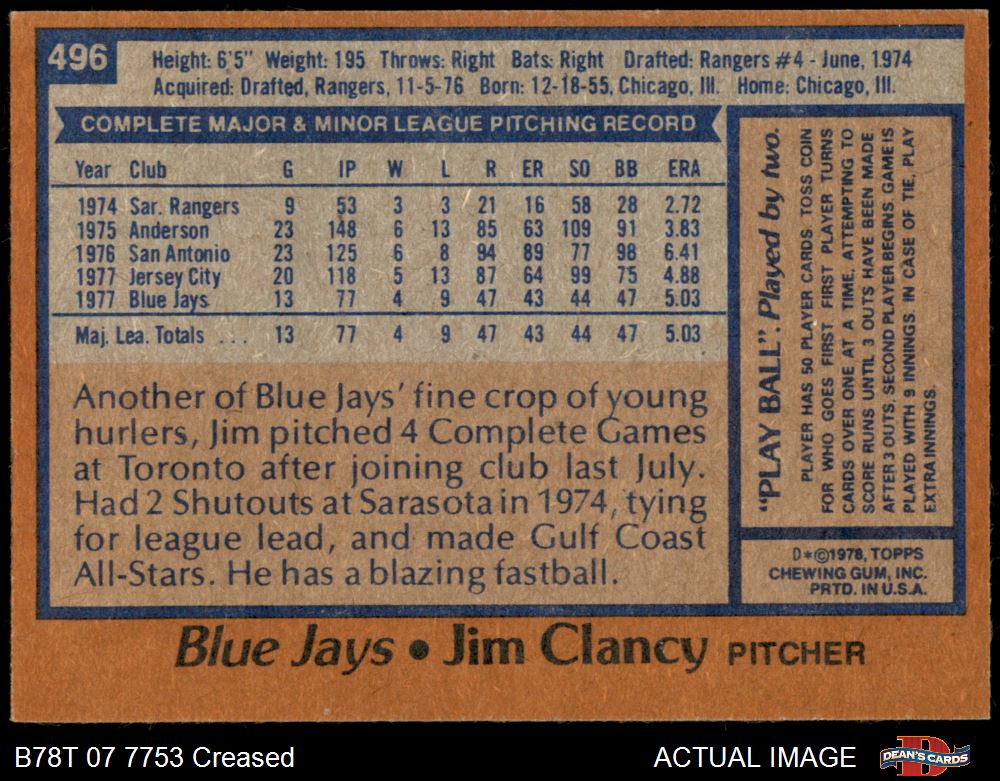 496
Height: 6'5" Weight: 195 Throws: Right Bats: Right Drafted: Rangers #4 - June, 1974
Acquired: Drafted, Rangers, 11-5-76 Born: 12-18-55, Chicago, Ill. Home: Chicago, Ill.
COMPLETE MAJOR & MINOR LEAGUE PITCHING RECORD
Year Club G IP W L R ER SO BB ERA
1974 Sar. Rangers 9 53 3 3 21 16 58 28 2.72
1975 Anderson 23 148 6 13 85 63 109 91 3.83
1976 San Antonio 23 125 6 8 94 89 77 98 6.41
1977 Jersey City 20 118 5 13 87 64 99 75 4.88
1977 Blue Jays 13 77 4 9 47 43 44 47 5.03
Maj. Lea. Totals ... 13 77 4 9 47 43 44 47 5.03
Another of Blue Jays' fine crop of young
hurlers, Jim pitched 4 Complete Games
at Toronto after joining club last July.
Had 2 Shutouts at Sarasota in 1974, tying
for league lead, and made Gulf Coast
All-Stars. He has a blazing fastball.
"PLAY BALL". Played by two.
PLAYER HAS 50 PLAYER CARDS TOSS COIN
FOR WHO GOES FIRST FIRST PLAYER TURNS
CARDS OVER ONE AT A TIME, ATTEMPTING TO
SCORE RUNS UNTIL 3 OUTS HAVE BEEN MADE
AFTER 3 OUTS, SECOND PLAYER BEGINS. GAME IS
PLAYED WITH 9 INNINGS. IN CASE OF TIE, PLAY
EXTRA INNINGS.
D*©1978, TOPPS
CHEWING GUM, INC.
PRTD. IN U.S.A.
Blue Jays • Jim Clancy PITCHER
B78T 07 7753 Creased
ACTUAL IMAGE
DEAN'S CARDS